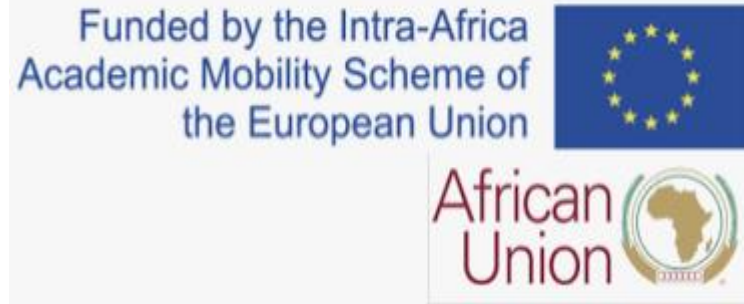 Funded by the Intra-Africa
Academic Mobility Scheme of
the European Union
African
Union